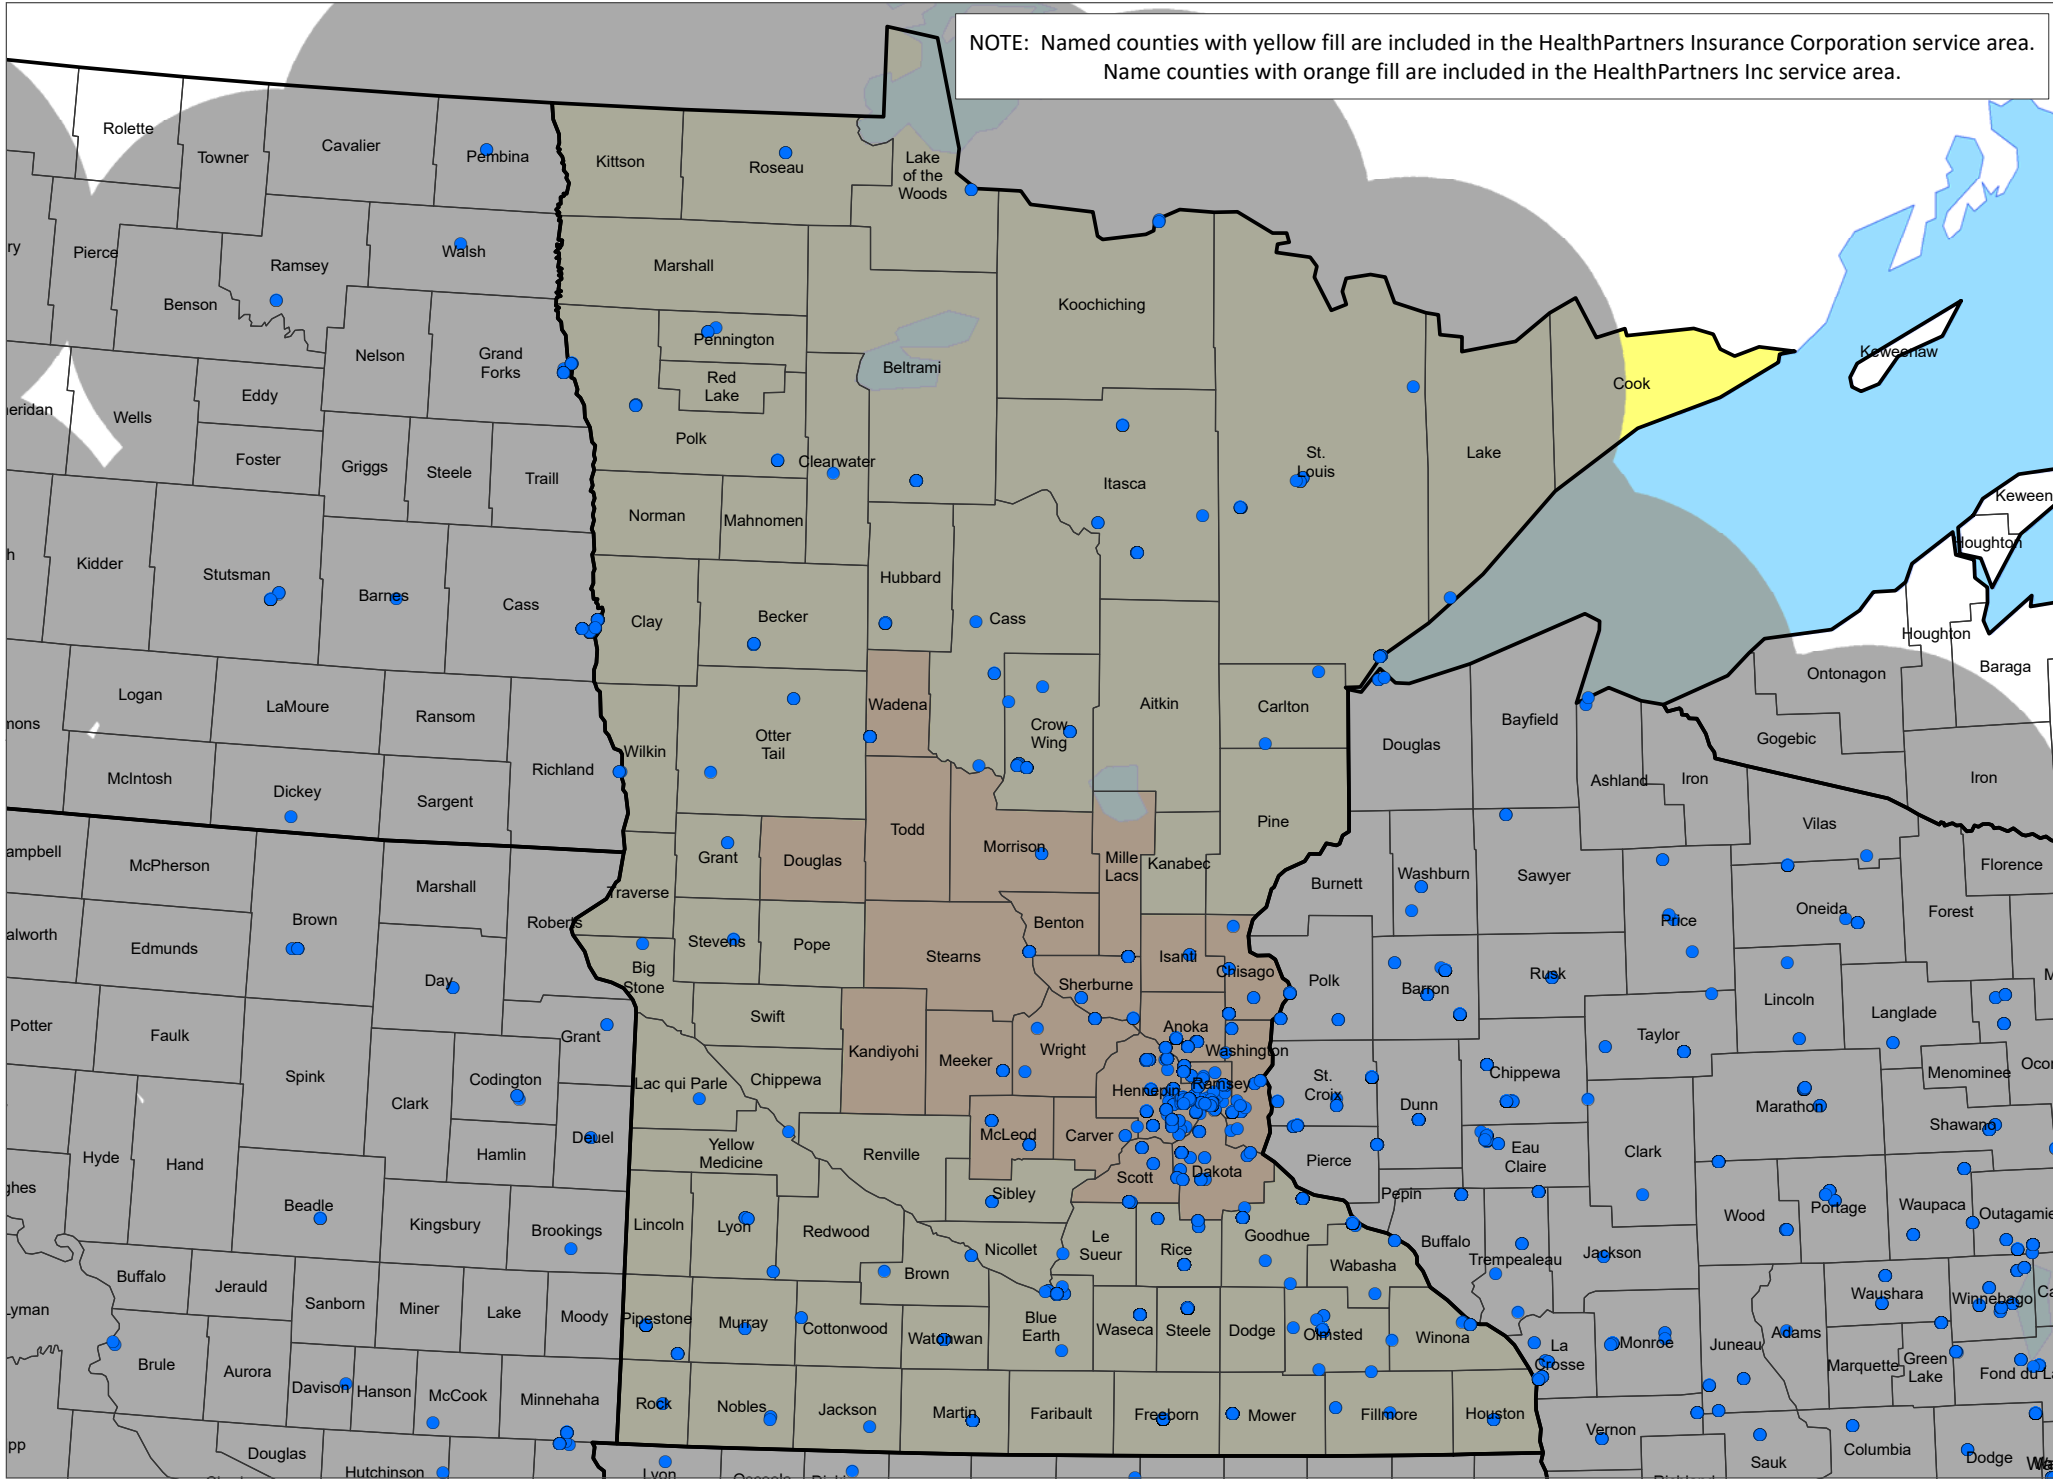 NOTE:  Named counties with yellow fill are included in the HealthPartners Insurance Corporation service area.
Name counties with orange fill are included in the HealthPartners Inc service area.
Rolette
Towner
Cavalier
Pembina
Kittson
Roseau
Lake
of the
Woods
ry
Pierce
Ramsey
Walsh
Benson
Marshall
Koochiching
Nelson
Grand
Forks
Pennington
Red
Lake
Beltrami
Keweenaw
Cook
eridan
Wells
Eddy
Foster
Griggs
Steele
Traill
Polk
Clearwater
Itasca
St.
Louis
Lake
Keween
Norman
Mahnomen
h
Kidder
Stutsman
Barnes
Cass
Clay
Becker
Hubbard
Cass
Houghton
Houghton
Baraga
Ontonagon
mons
Logan
LaMoure
Ransom
Richland
Wilkin
Otter
Tail
Wadena
Crow
Wing
Aitkin
Carlton
Douglas
Bayfield
Gogebic
Ashland
Iron
Iron
McIntosh
Dickey
Sargent
Todd
Morrison
Mille
Lacs
Kanabec
Pine
Vilas
ampbell
McPherson
Marshall
Grant
Douglas
Traverse
Burnett
Washburn
Sawyer
Florence
alworth
Edmunds
Brown
Roberts
Stevens
Pope
Stearns
Benton
Price
Oneida
Forest
Day
Big
Stone
Swift
Sherburne
Isanti
Chisago
Polk
Barron
Rusk
Lincoln
Langlade
M
Potter
Faulk
Grant
Kandiyohi
Meeker
Wright
Anoka
Washington
Taylor
Spink
Codington
Clark
Lac qui Parle
Chippewa
Hennepin
Ramsey
St.
Croix
Dunn
Chippewa
Marathon
Menominee
Oco
Shawano
Hyde
Hand
Hamlin
Deuel
Yellow
Medicine
Renville
McLeod
Carver
Scott
Dakota
Pierce
Eau
Claire
Clark
ghes
Beadle
Kingsbury
Brookings
Lincoln
Lyon
Redwood
Sibley
Nicollet
Le
Sueur
Rice
Goodhue
Wabasha
Pepin
Buffalo
Trempealeau
Jackson
Wood
Portage
Waupaca
Outagamie
Buffalo
Jerauld
Sanborn
Miner
Lake
Moody
Pipestone
Murray
Cottonwood
Brown
Watonwan
Blue
Earth
Waseca
Steele
Dodge
Olmsted
Winona
La
Crosse
Monroe
Juneau
Adams
Waushara
Winnebago
Ca
Marquette
Green
Lake
Fond du La
Lyman
Brule
Aurora
Davison
Hanson
McCook
Minnehaha
Rock
Nobles
Jackson
Martin
Faribault
Freeborn
Mower
Fillmore
Houston
Vernon
pp
Douglas
Hutchinson
Lyon
Sauk
Columbia
Dodge